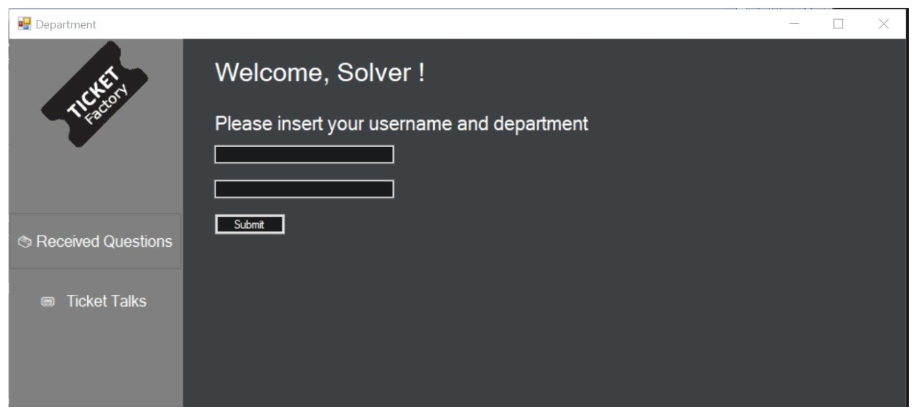 Department
TICKET
Factory
Welcome, Solver !
Please insert your username and department
Submit
Received Questions
Ticket Talks